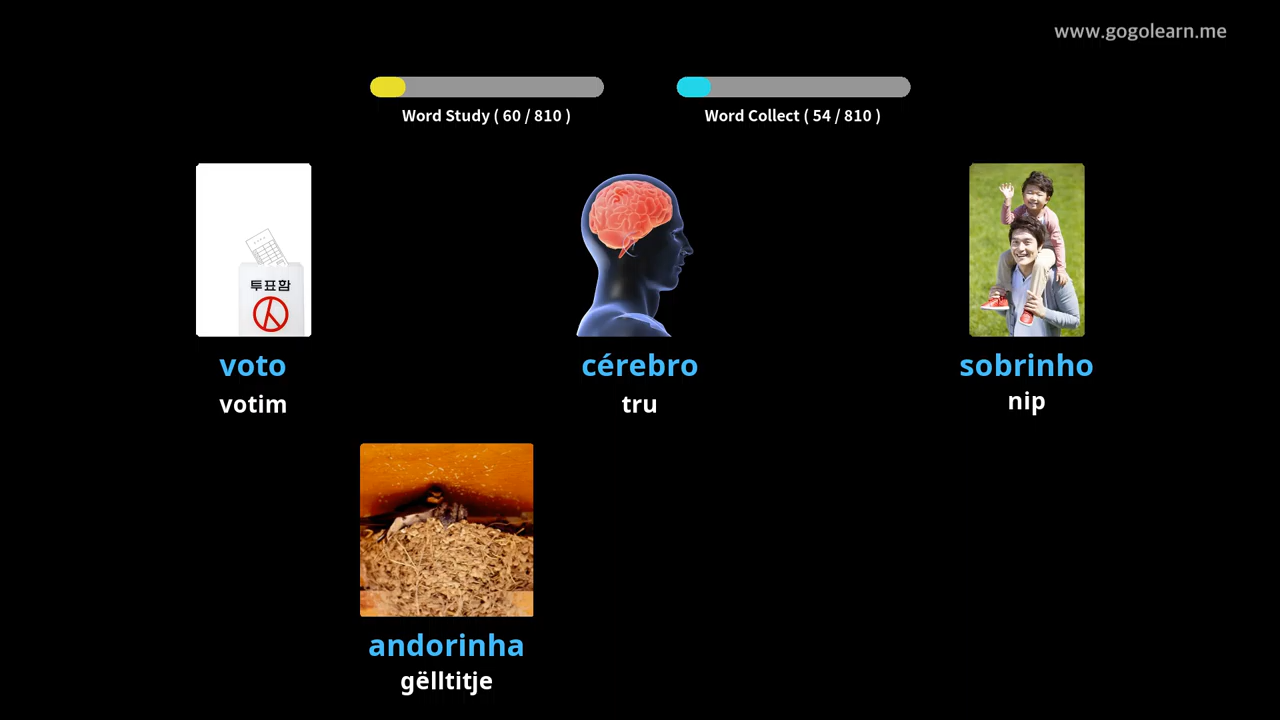 www.gogolearn.me
Word Study ( 60 / 810 )
Word Collect ( 54 / 810 )
투표함
voto
votim
cérebro
tru
sobrinho
nip
andorinha
gëlltitje